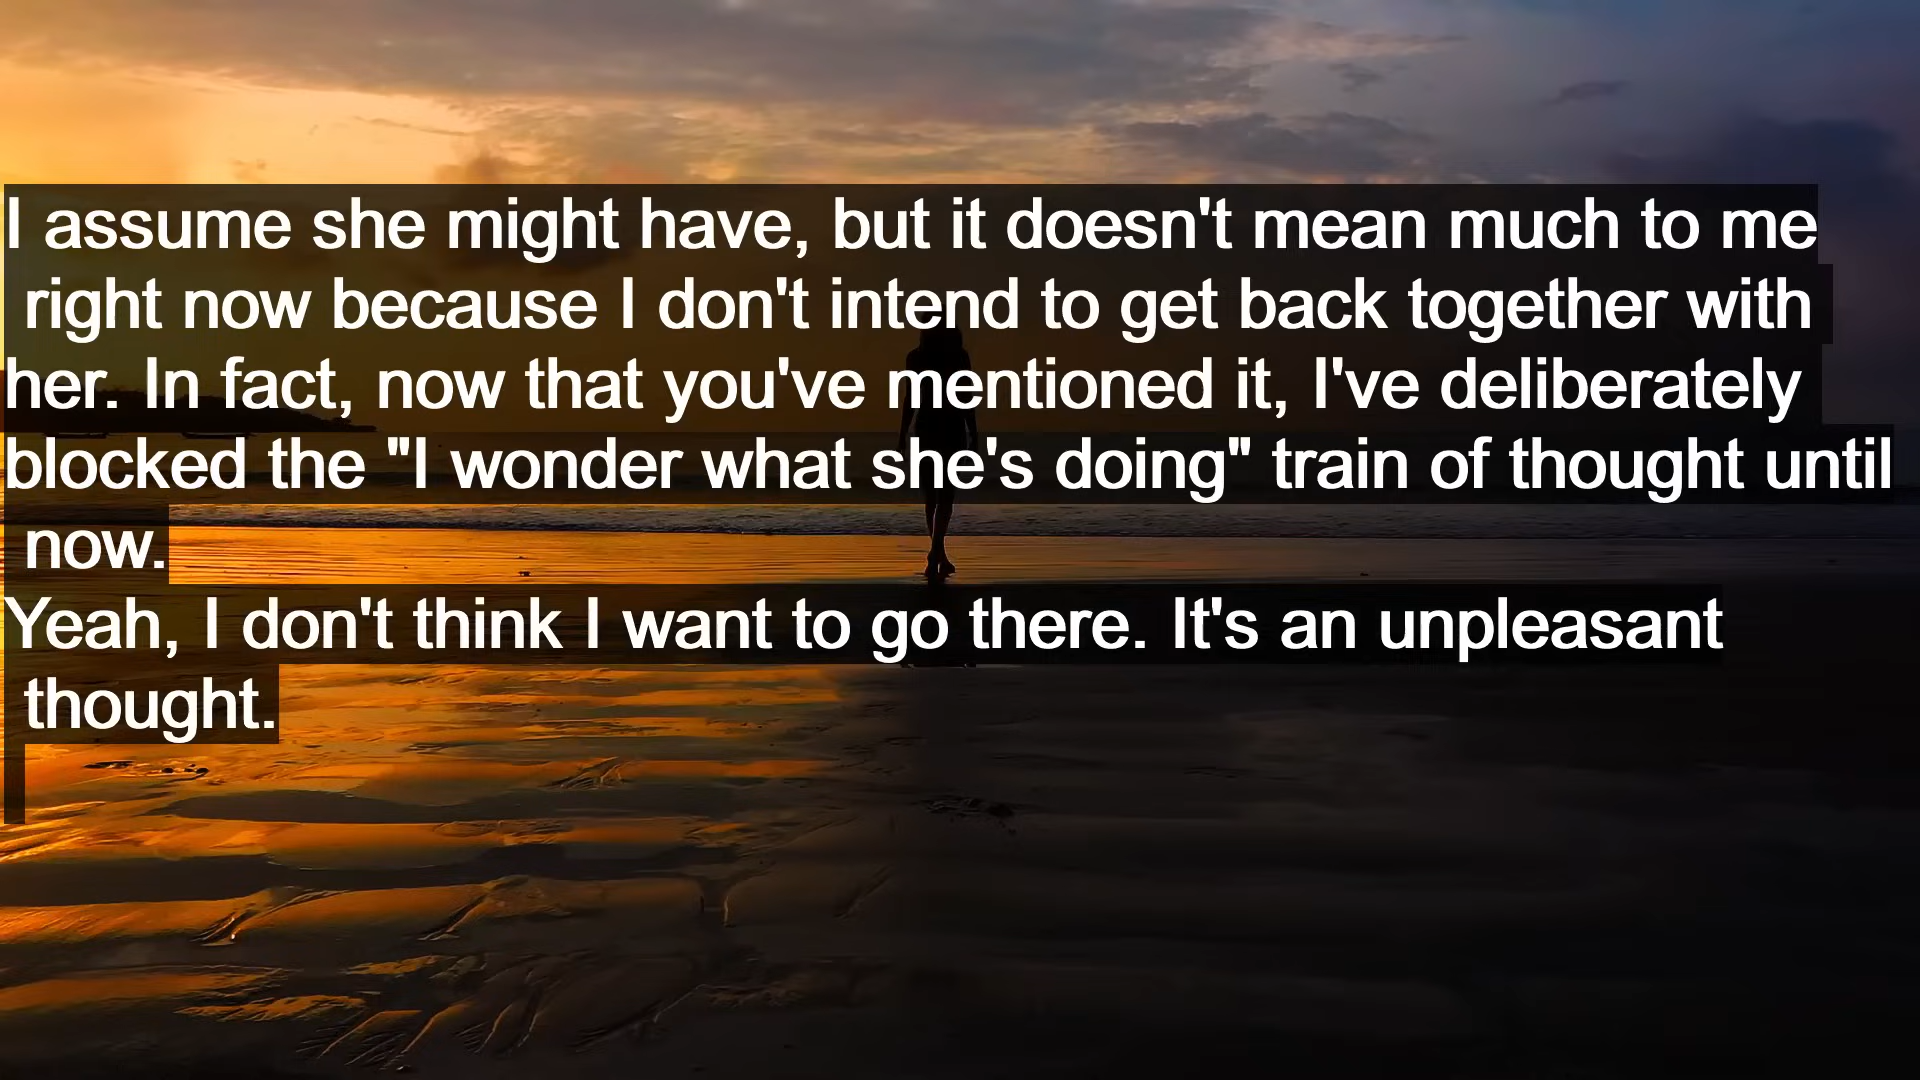 I assume she might have, but it doesn't mean much to me
right now because I don't intend to get back together with
her. In fact, now that you've mentioned it, I've deliberately
blocked the "I wonder what she's doing" train of thought until
now.
Yeah, I don't think I want to go there. It's an unpleasant
thought.